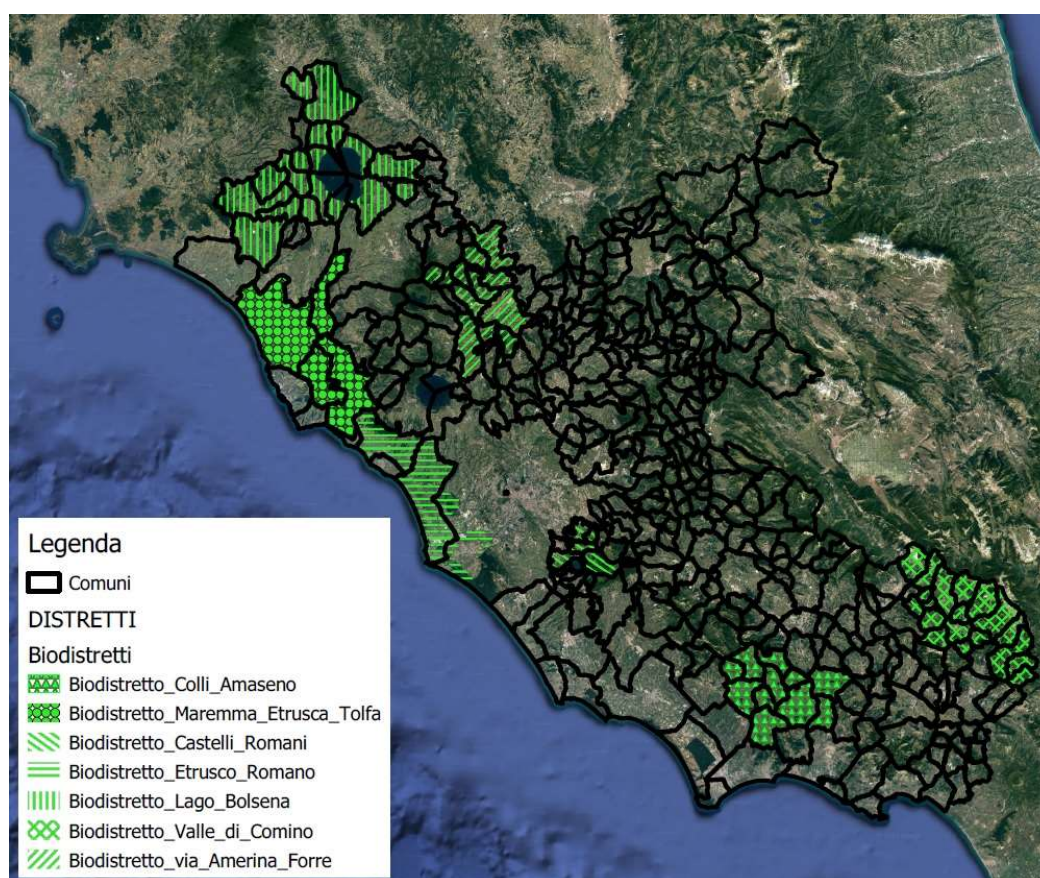 Legenda
Comuni
DISTRETTI
Biodistretti
Biodistretto_Colli_Amaseno
Biodistretto_Maremma_Etrusca_Tolfa
Biodistretto_Castelli_Romani
Biodistretto_Etrusco_Romano
Biodistretto_Lago_Bolsena
Biodistretto_Valle_di_Comino
Biodistretto_via_Amerina_Forre